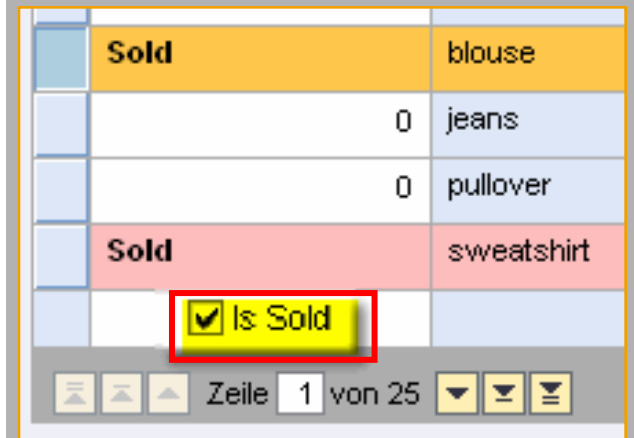 Sold blouse
0 jeans
0 pullover
Sold sweatshirt
Is Sold
Zeile 1 von 25